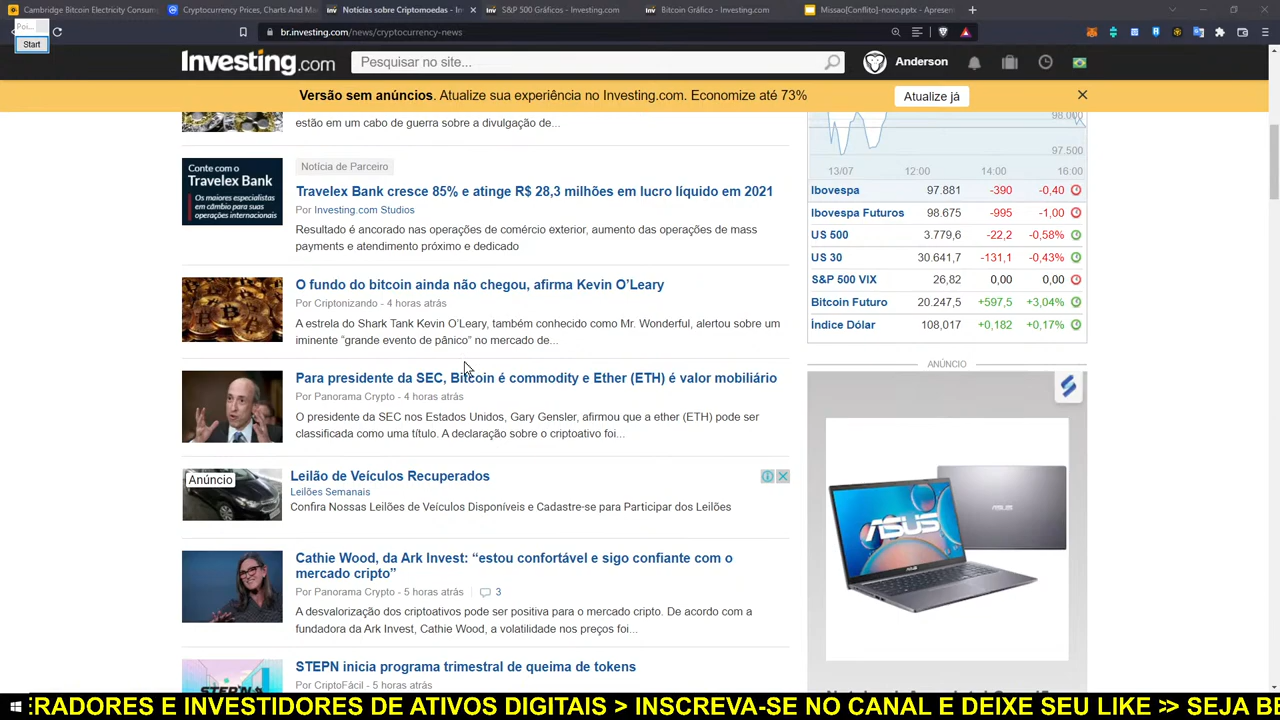 Cambridge Bitcoin Electricity Consum
Cryptocurrency Prices, Charts And Ma
Notícias sobre Criptomoedas - In
S&P 500 Gráficos - Investing.com
Bitcoin Gráfico - Investing.com
Missao[Conflito]-novo.pptx - Apresen
Poi...
Start
br.investing.com/news/cryptocurrency-news
Investing.com
Pesquisar no site...
Anderson
Versão sem anúncios. Atualize sua experiência no Investing.com. Economize até 73%
Atualize já
estão em um cabo de guerra sobre a divulgação de...
Conte com o
Travelex Bank
Os maiores especialistas
em câmbio para suas
operações internacionais
Notícia de Parceiro
Travelex Bank cresce 85% e atinge R$ 28,3 milhões em lucro líquido em 2021
Por Investing.com Studios
Resultado é ancorado nas operações de comércio exterior, aumento das operações de mass
payments e atendimento próximo e dedicado
O fundo do bitcoin ainda não chegou, afirma Kevin O’Leary
Por Criptonizando - 4 horas atrás
A estrela do Shark Tank Kevin O’Leary, também conhecido como Mr. Wonderful, alertou sobre um
iminente “grande evento de pânico” no mercado de...
Para presidente da SEC, Bitcoin é commodity e Ether (ETH) é valor mobiliário
Por Panorama Crypto - 4 horas atrás
O presidente da SEC nos Estados Unidos, Gary Gensler, afirmou que a ether (ETH) pode ser
classificada como uma título. A declaração sobre o criptoativo foi...
Anúncio
Leilão de Veículos Recuperados
Leilões Semanais
Confira Nossas Leilões de Veículos Disponíveis e Cadastre-se para Participar dos Leilões
Cathie Wood, da Ark Invest: “estou confortável e sigo confiante com o
mercado cripto”
Por Panorama Crypto - 5 horas atrás
3
A desvalorização dos criptoativos pode ser positiva para o mercado cripto. De acordo com a
fundadora da Ark Invest, Cathie Wood, a volatilidade nos preços foi...
STEPN inicia programa trimestral de queima de tokens
Por CriptoFácil - 5 horas atrás
STEPN
98.000
97.500
13/07 12:00 14:00 16:00
Ibovespa 97.881 -390 -0,40
Ibovespa Futuros 98.675 -995 -1,00
US 500 3.779,6 -22,2 -0,58%
US 30 30.641,7 -131,1 -0,43%
S&P 500 VIX 26,82 0,00 0,00
Bitcoin Futuro 20.247,5 +597,5 +3,04%
Índice Dólar 108,017 +0,182 +0,17%
ANÚNCIO
ASUS
ERADORES E INVESTIDORES DE ATIVOS DIGITAIS > INSCREVA-SE NO CANAL E DEIXE SEU LIKE >> SEJA BE